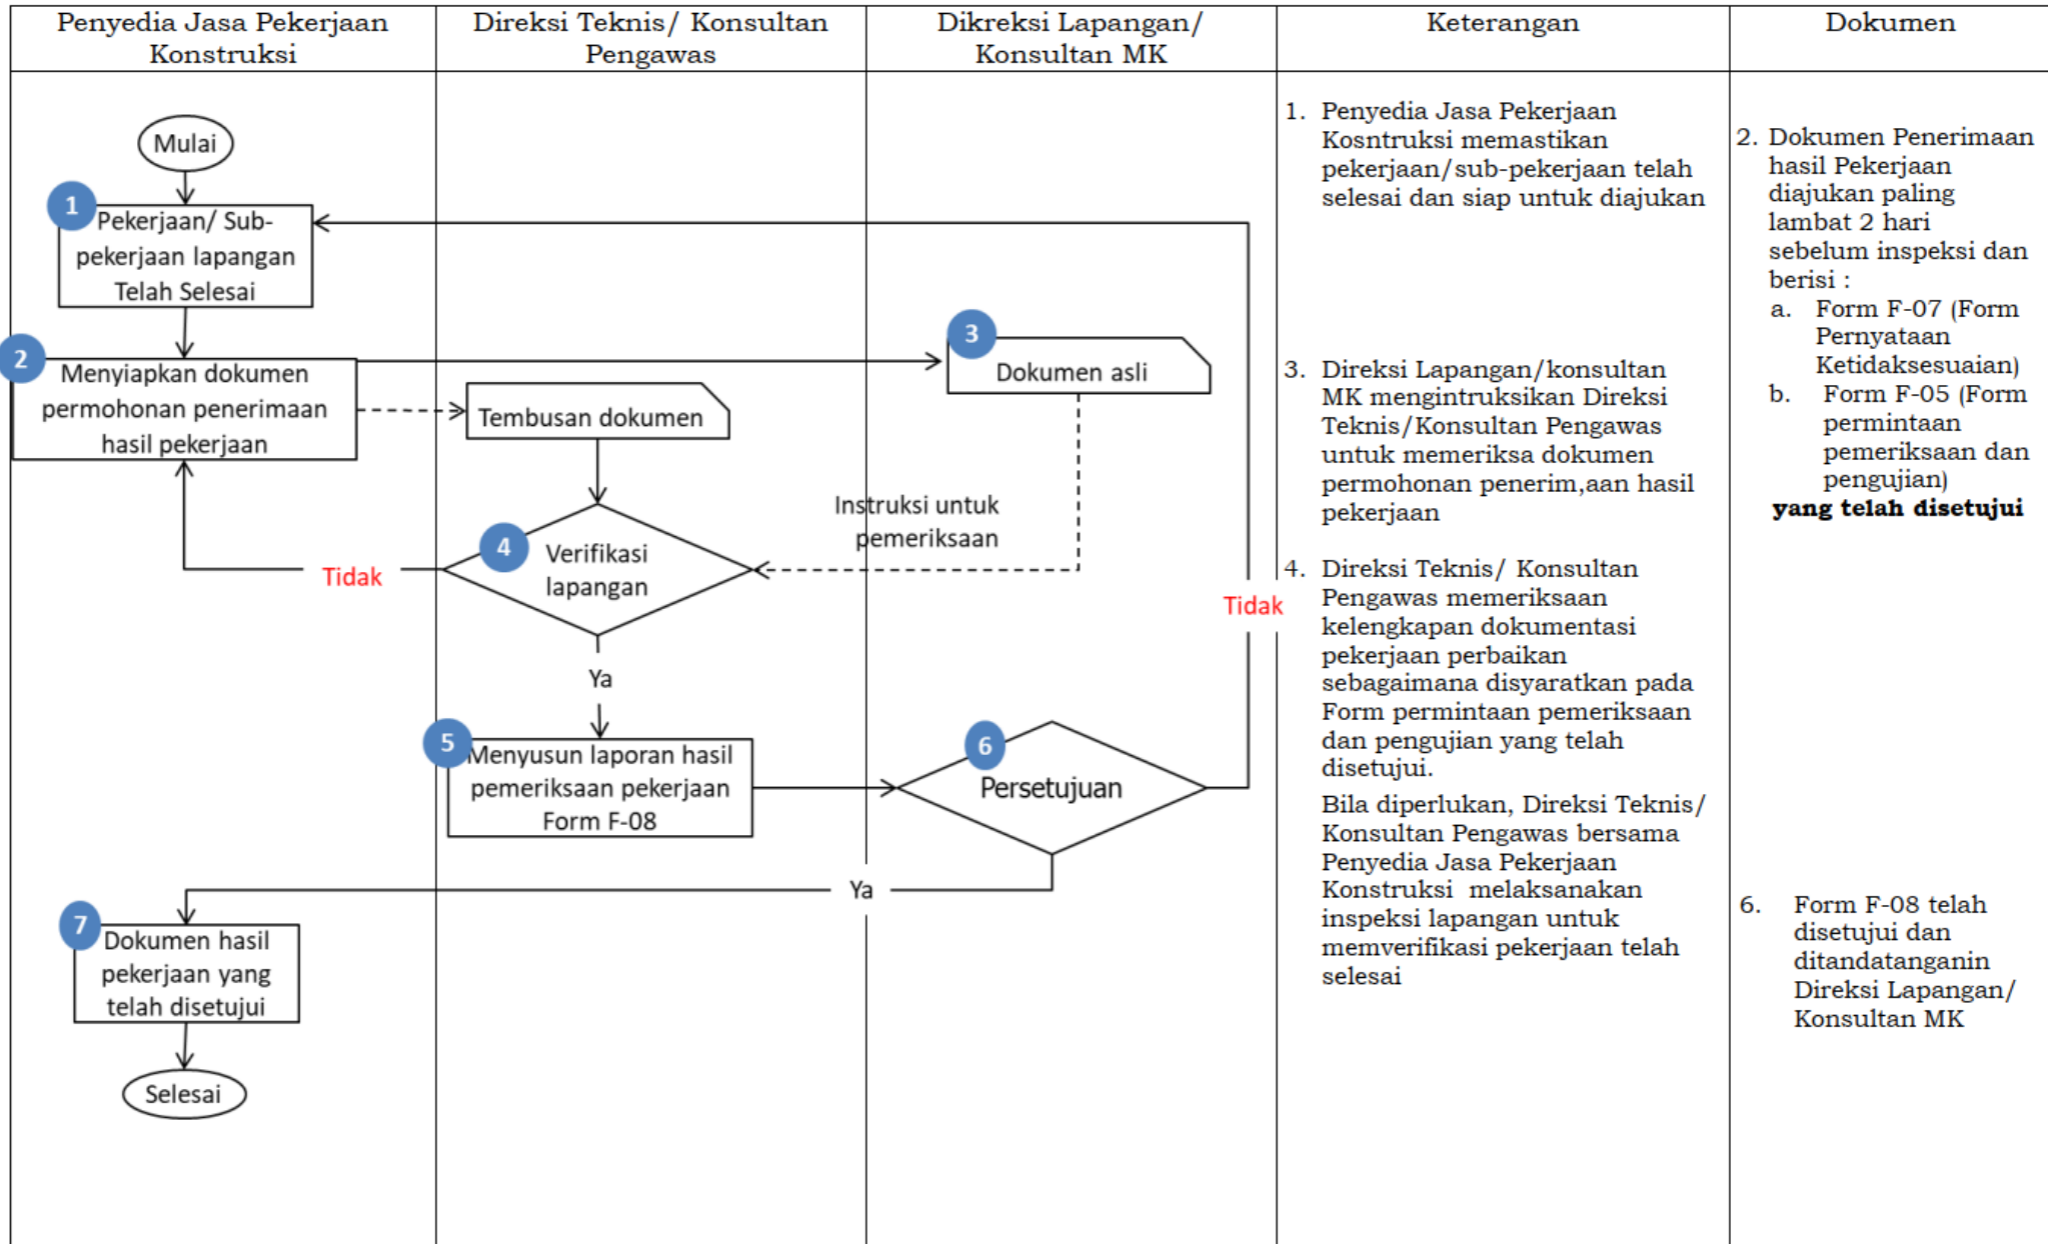 Penyedia Jasa Pekerjaan
Konstruksi
Direksi Teknis/ Konsultan
Pengawas
Dikreksi Lapangan/
Konsultan MK
Keterangan
Dokumen
Mulai
1
Pekerjaan/ Sub-
pekerjaan lapangan
Telah Selesai
2
Menyiapkan dokumen
permohonan penerimaan
hasil pekerjaan
Tembusan dokumen
3
Dokumen asli
Instruksi untuk
pemeriksaan
4
Verifikasi
lapangan
Tidak
Ya
5
Menyusun laporan hasil
pemeriksaan pekerjaan
Form F-08
6
Persetujuan
Tidak
Ya
7
Dokumen hasil
pekerjaan yang
telah disetujui
Selesai
1. Penyedia Jasa Pekerjaan
Kosntruksi memastikan
pekerjaan/sub-pekerjaan telah
selesai dan siap untuk diajukan
3. Direksi Lapangan/konsultan
MK mengintruksikan Direksi
Teknis/Konsultan Pengawas
untuk memeriksa dokumen
permohonan penerim,aan hasil
pekerjaan
4. Direksi Teknis/ Konsultan
Pengawas memeriksaan
kelengkapan dokumentasi
pekerjaan perbaikan
sebagaimana disyaratkan pada
Form permintaan pemeriksaan
dan pengujian yang telah
disetujui.
Bila diperlukan, Direksi Teknis/
Konsultan Pengawas bersama
Penyedia Jasa Pekerjaan
Konstruksi melaksanakan
inspeksi lapangan untuk
memverifikasi pekerjaan telah
selesai
2. Dokumen Penerimaan
hasil Pekerjaan
diajukan paling
lambat 2 hari
sebelum inspeksi dan
berisi :
a. Form F-07 (Form
Pernyataan
Ketidaksesuaian)
b. Form F-05 (Form
permintaan
pemeriksaan dan
pengujian)
yang telah disetujui
6. Form F-08 telah
disetujui dan
ditandatanganin
Direksi Lapangan/
Konsultan MK